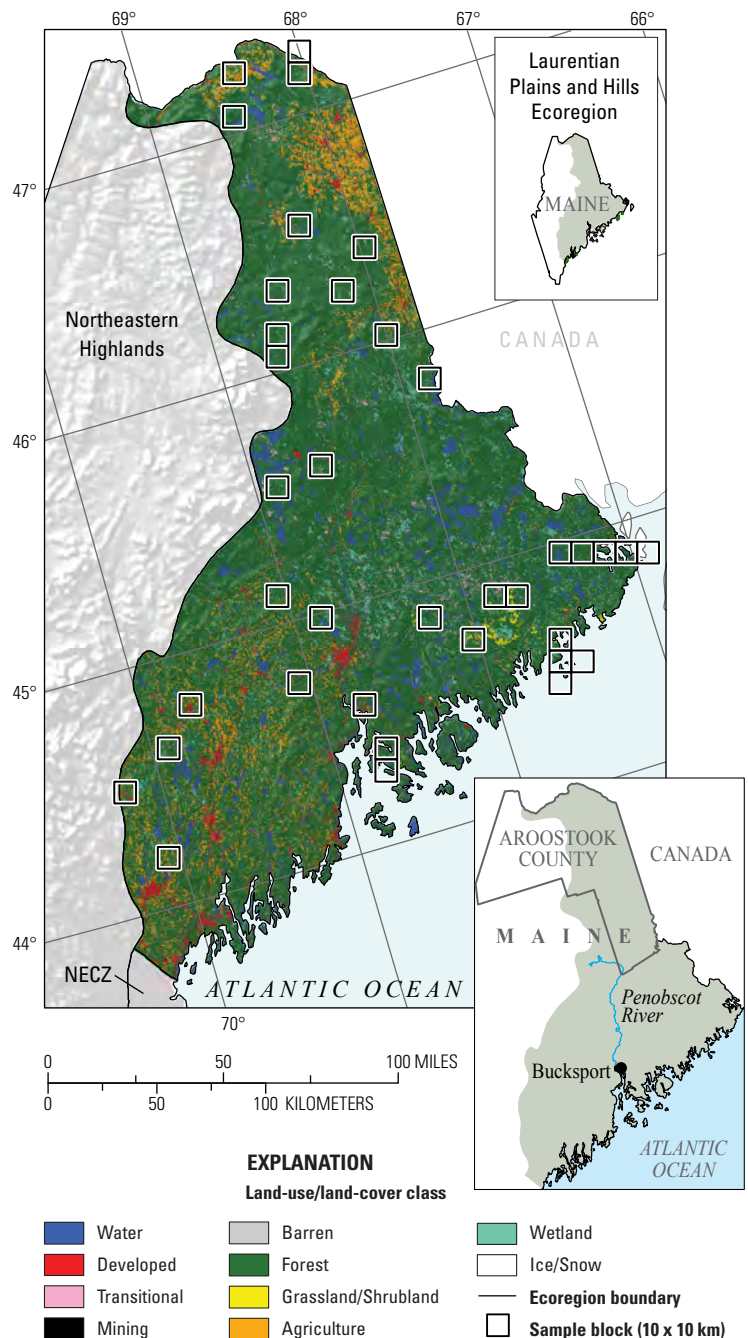 69°
68°
67°
66°
Laurentian
Plains and Hills
Ecoregion
MAINE
47°
Northeastern
Highlands
CANADA
46°
45°
44°
NECZ
ATLANTIC OCEAN
70°
AROOSTOOK
COUNTY
CANADA
MAINE
Penobscot
River
Bucksport
ATLANTIC
OCEAN
0 50 100 MILES
0 50 100 KILOMETERS
EXPLANATION
Land-use/land-cover class
Water
Developed
Transitional
Mining
Barren
Forest
Grassland/Shrubland
Agriculture
Wetland
Ice/Snow
Ecoregion boundary
Sample block (10 x 10 km)